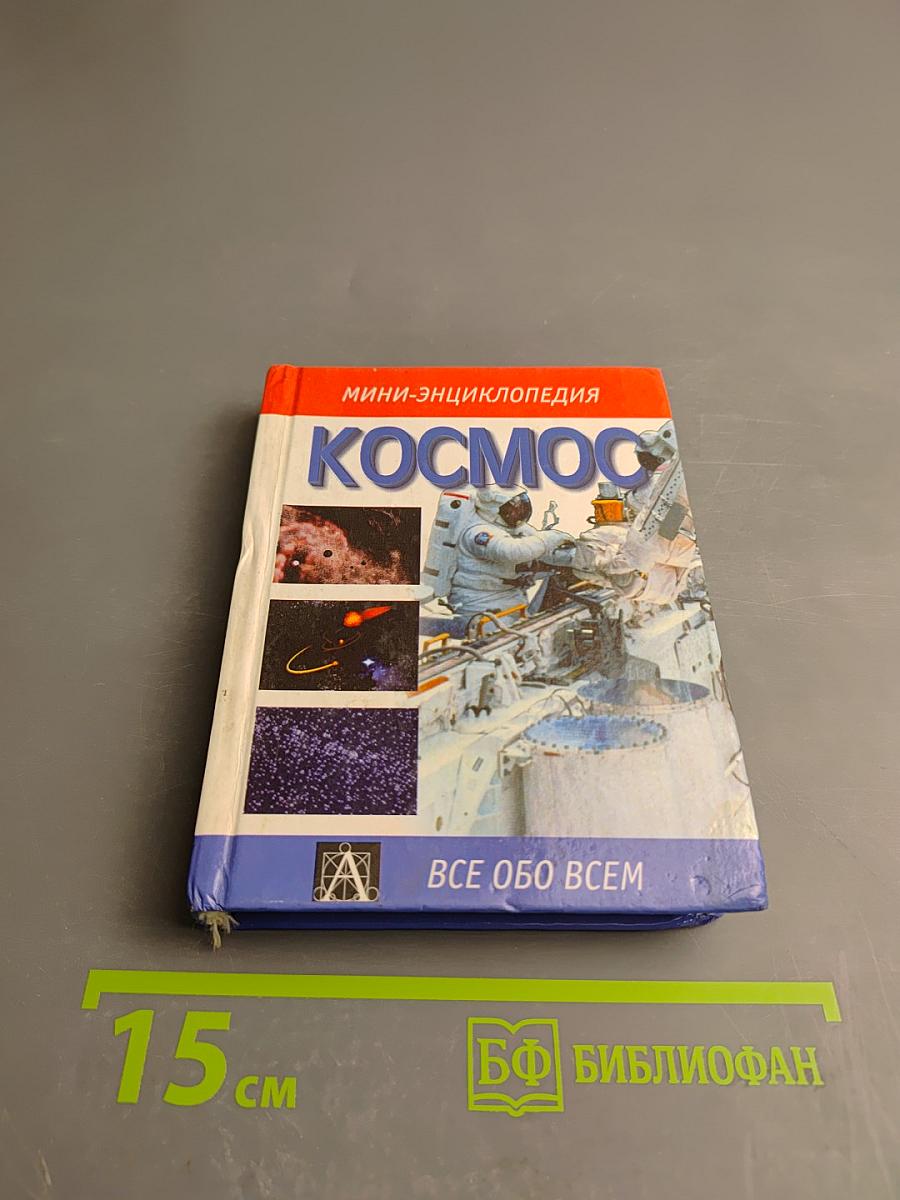 МИНИ-ЭНЦИКЛОПЕДИЯ
КОСМОС
А
ВСЕ ОБО ВСЕМ
15 см
БФ БИБЛИОФАН